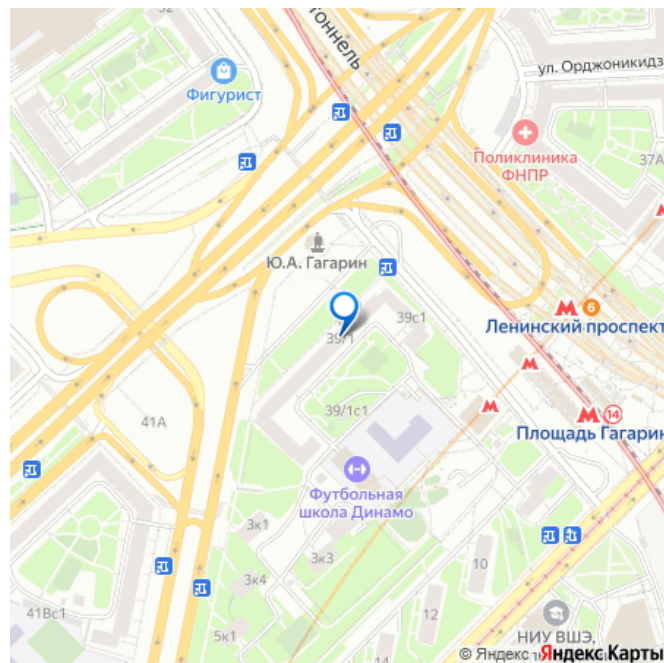 тоннель
ул. Орджоникидз
Фигурист
Поликлиника
ФНПР
37А
Ю.А. Гагарин
6
39с1
Ленинский проспект
39/1
14
39/1с1
41А
Площадь Гагарин
Футбольная
школа Динамо
3к1
3к3
10
3к4
41Вс1
12
5к1
НИУ ВШЭ,
© Яндекс Яндекс Карты